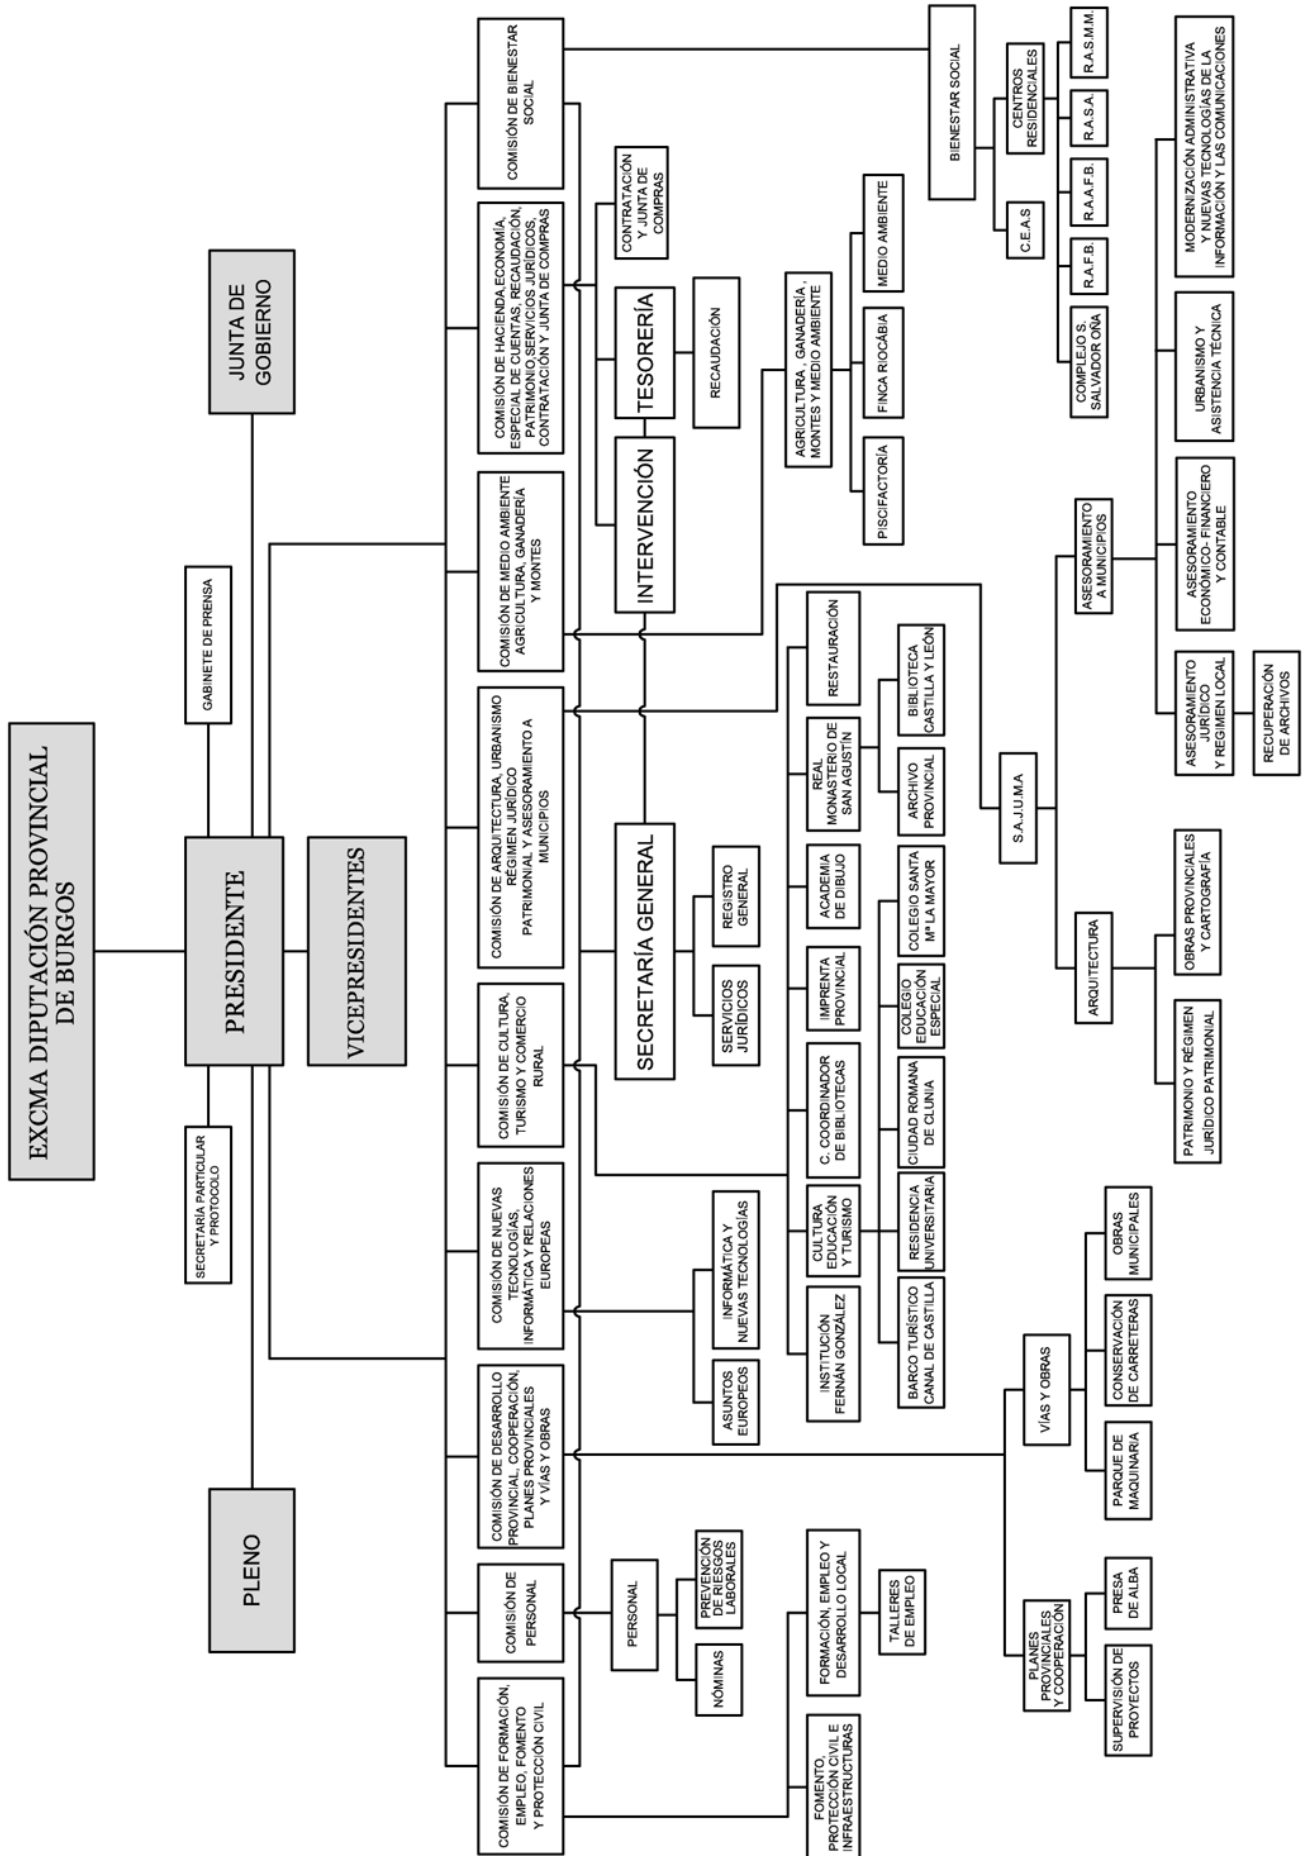 EXCMA DIPUTACIÓN PROVINCIAL
DE BURGOS
SECRETARÍA PARTICULAR
Y PROTOCOLO
GABINETE DE PRENSA
PLENO
PRESIDENTE
JUNTA DE
GOBIERNO
VICEPRESIDENTES
COMISIÓN DE FORMACIÓN,
EMPLEO, FOMENTO
Y PROTECCIÓN CIVIL
COMISIÓN DE
PERSONAL
COMISIÓN DE DESARROLLO
PROVINCIAL, COOPERACIÓN,
PLANES PROVINCIALES
Y VÍAS Y OBRAS
COMISIÓN DE NUEVAS
TECNOLOGÍAS,
INFORMÁTICA Y RELACIONES
EUROPEAS
COMISIÓN DE CULTURA,
TURISMO Y COMERCIO
RURAL
COMISIÓN DE ARQUITECTURA, URBANISMO
RÉGIMEN JURÍDICO
PATRIMONIAL Y ASESORAMIENTO A
MUNICIPIOS
COMISIÓN DE MEDIO AMBIENTE
AGRICULTURA, GANADERÍA
Y MONTES
COMISIÓN DE HACIENDA,ECONOMÍA,
ESPECIAL DE CUENTAS, RECAUDACIÓN,
PATRIMONIO,SERVICIOS JURÍDICOS,
CONTRATACIÓN Y JUNTA DE COMPRAS
COMISIÓN DE BIENESTAR
SOCIAL
PERSONAL
SECRETARÍA GENERAL
INTERVENCIÓN
TESORERÍA
CONTRATACIÓN
Y JUNTA DE
COMPRAS
NÓMINAS
PREVENCIÓN
DE RIESGOS
LABORALES
ASUNTOS
EUROPEOS
INFORMÁTICA Y
NUEVAS TECNOLOGÍAS
SERVICIOS
JURÍDICOS
REGISTRO
GENERAL
RECAUDACIÓN
FOMENTO,
PROTECCIÓN CIVIL E
INFRAESTRUCTURAS
FORMACIÓN, EMPLEO Y
DESARROLLO LOCAL
INSTITUCIÓN
FERNÁN GONZÁLEZ
CULTURA
EDUCACIÓN
Y TURISMO
C. COORDINADOR
DE BIBLIOTECAS
IMPRENTA
PROVINCIAL
ACADEMIA
DE DIBUJO
REAL
MONASTERIO DE
SAN AGUSTÍN
RESTAURACIÓN
AGRICULTURA , GANADERÍA ,
MONTES Y MEDIO AMBIENTE
TALLERES
DE EMPLEO
BARCO TURÍSTICO
CANAL DE CASTILLA
RESIDENCIA
UNIVERSITARIA
CIUDAD ROMANA
DE CLUNIA
COLEGIO
EDUCACIÓN
ESPECIAL
COLEGIO SANTA
Mª LA MAYOR
ARCHIVO
PROVINCIAL
BIBLIOTECA
CASTILLA Y LEÓN
PISCIFACTORÍA
FINCA RIOCÁBIA
MEDIO AMBIENTE
BIENESTAR SOCIAL
PLANES
PROVINCIALES
Y COOPERACIÓN
VÍAS Y OBRAS
S.A.J.U.M.A
C.E.A.S
CENTROS
RESIDENCIALES
SUPERVISIÓN DE
PROYECTOS
PRESA
DE ALBA
PARQUE DE
MAQUINARIA
CONSERVACIÓN
DE CARRETERAS
OBRAS
MUNICIPALES
ARQUITECTURA
ASESORAMIENTO
A MUNICIPIOS
COMPLEJO S.
SALVADOR OÑA
R.A.F.B.
R.A.A.F.B.
R.A.S.A.
R.A.S.M.M.
PATRIMONIO Y RÉGIMEN
JURÍDICO PATRIMONIAL
OBRAS PROVINCIALES
Y CARTOGRAFÍA
ASESORAMIENTO
JURÍDICO
Y REGIMEN LOCAL
ASESORAMIENTO
ECONÓMICO- FINANCIERO
Y CONTABLE
URBANISMO Y
ASISTENCIA TÉCNICA
MODERNIZACIÓN ADMINISTRATIVA
Y NUEVAS TECNOLOGÍAS DE LA
INFORMACIÓN Y LAS COMUNICACIONES
RECUPERACIÓN
DE ARCHIVOS